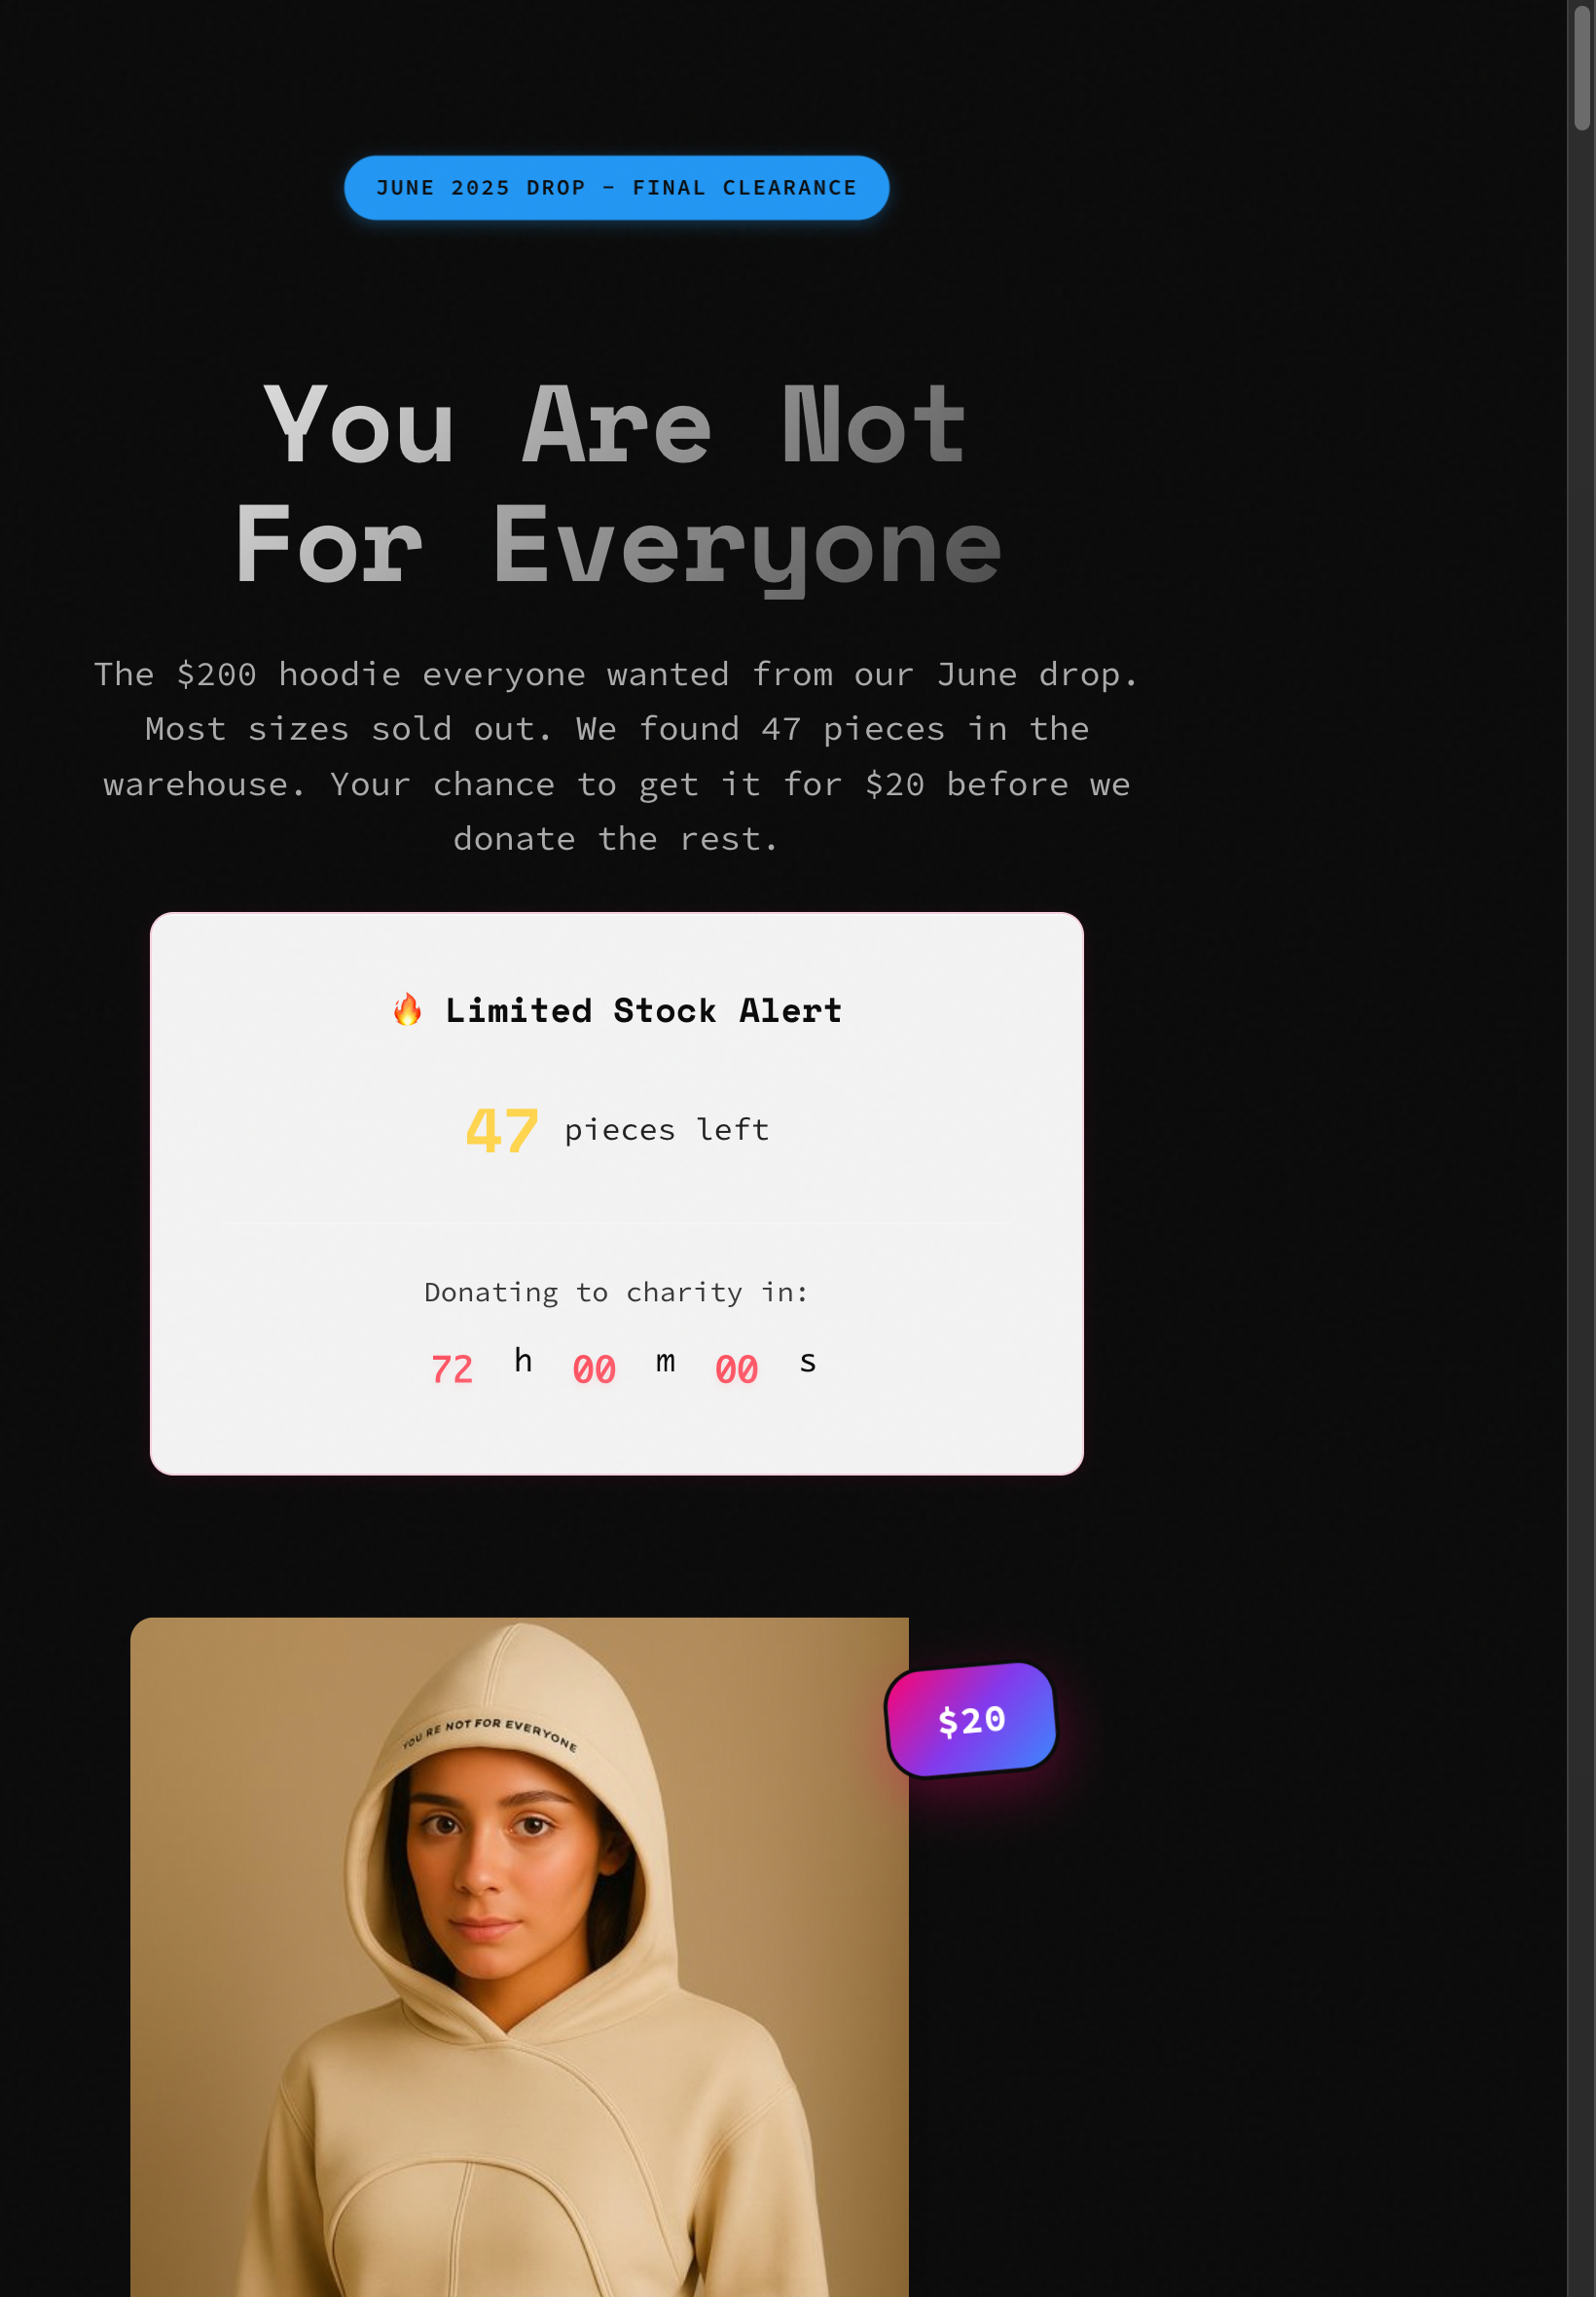 JUNE 2025 DROP – FINAL CLEARANCE
You Are Not
For Everyone
The $200 hoodie everyone wanted from our June drop.
Most sizes sold out. We found 47 pieces in the
warehouse. Your chance to get it for $20 before we
donate the rest.
🔥 Limited Stock Alert
47 pieces left
Donating to charity in:
72 h 00 m 00 s
$20
YOU RE NOT FOR EVERYONE